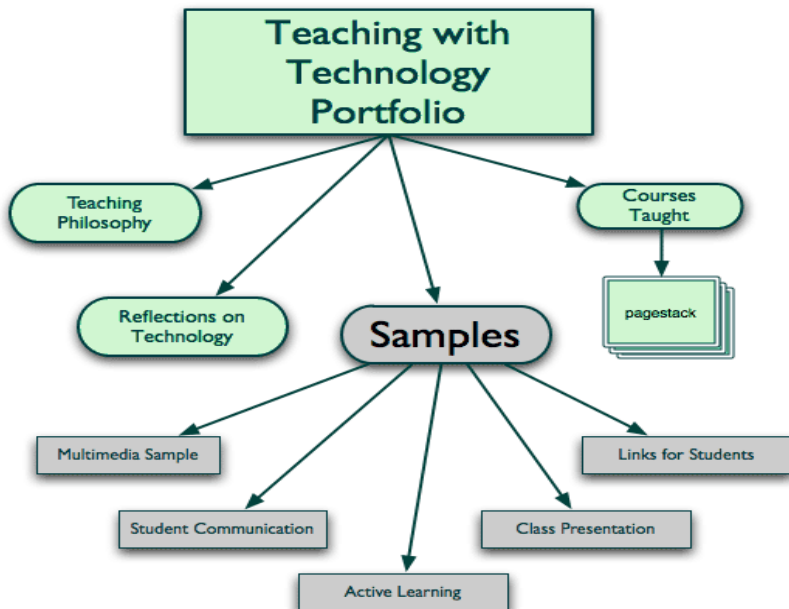 Teaching with
Technology
Portfolio
Teaching
Philosophy
Courses
Taught
Reflections on
Technology
Samples
pagestack
Multimedia Sample
Links for Students
Student Communication
Class Presentation
Active Learning